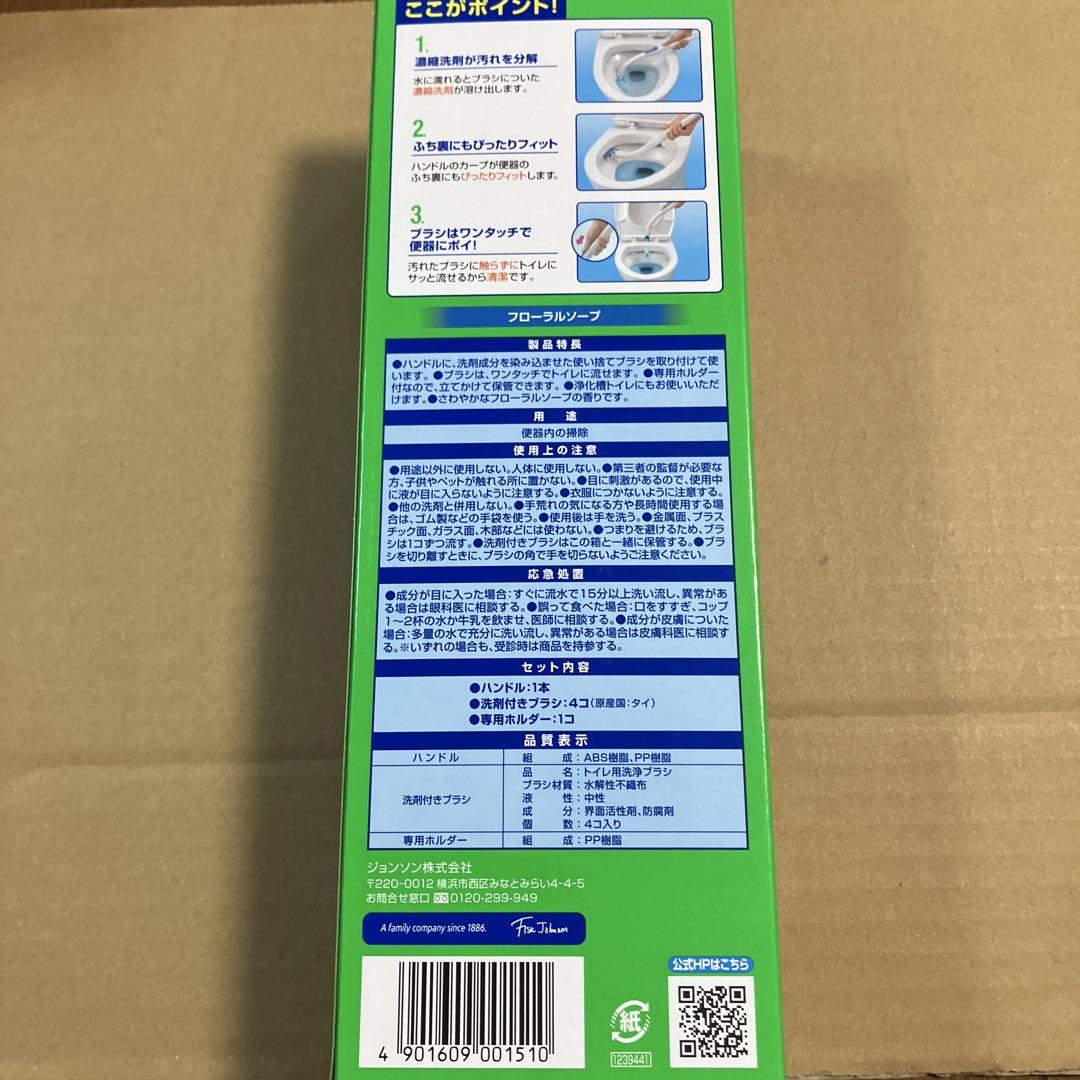 ここがポイント!
1.
濃縮洗剤が汚れを分解
水に濡れるとブラシについた
濃縮洗剤が溶け出します。
2.
ふち裏にもぴったりフィット
ハンドルのカーブが便器の
ふち裏にもぴったりフィットします。
3.
ブラシはワンタッチで
便器にポイ!
汚れたブラシに触らずにトイレに
サッと流せるから清潔です。
フローラルソープ
製品特長
●ハンドルに、洗剤成分を染み込ませた使い捨てブラシを取り付けて使
います。●ブラシは、ワンタッチでトイレに流せます。●専用ホルダー
付なので、立てかけて保管できます。●浄化槽トイレにもお使いいただ
けます。●さわやかなフローラルソープの香りです。
用 途
便器内の掃除
使用上の注意
●用途以外に使用しない。人体に使用しない。●第三者の監督が必要な
方、子供やペットが触れる所に置かない。●目に刺激があるので、使用中
に液が目に入らないように注意する。●衣服につかないように注意する。
●他の洗剤と併用しない。●手荒れの気になる方や長時間使用する場
合は、ゴム製などの手袋を使う。●使用後は手を洗う。●金属面、プラス
チック面、ガラス面、木部などには使わない。●つまりを避けるため、ブラ
シは1コずつ流す。●洗剤付きブラシはこの箱と一緒に保管する。●ブラ
シを切り離すときに、ブラシの角で手を切らないようご注意ください。
応急処置
●成分が目に入った場合:すぐに流水で15分以上洗い流し、異常があ
る場合は眼科医に相談する。●誤って食べた場合:口をすすぎ、コップ
1〜2杯の水か牛乳を飲ませ、医師に相談する。●成分が皮膚についた
場合:多量の水で充分に洗い流し、異常がある場合は皮膚科医に相談す
る。※いずれの場合も、受診時は商品を持参する。
セット内容
●ハンドル:1本
●洗剤付きブラシ:4コ(原産国:タイ)
●専用ホルダー:1コ
品質表示
ハンドル 組 成:ABS樹脂、PP樹脂
洗剤付きブラシ 品 名:トイレ用洗浄ブラシ
ブラシ材質:水解性不織布
液 性:中性
成 分:界面活性剤、防腐剤
個 数:4コ入り
専用ホルダー 組 成:PP樹脂
ジョンソン株式会社
〒220-0012 横浜市西区みなとみらい4-4-5
お問合せ窓口 0120-299-949
A family company since 1886. Fisk Johnson
公式HPはこちら
紙
4 901609 001510
1239441